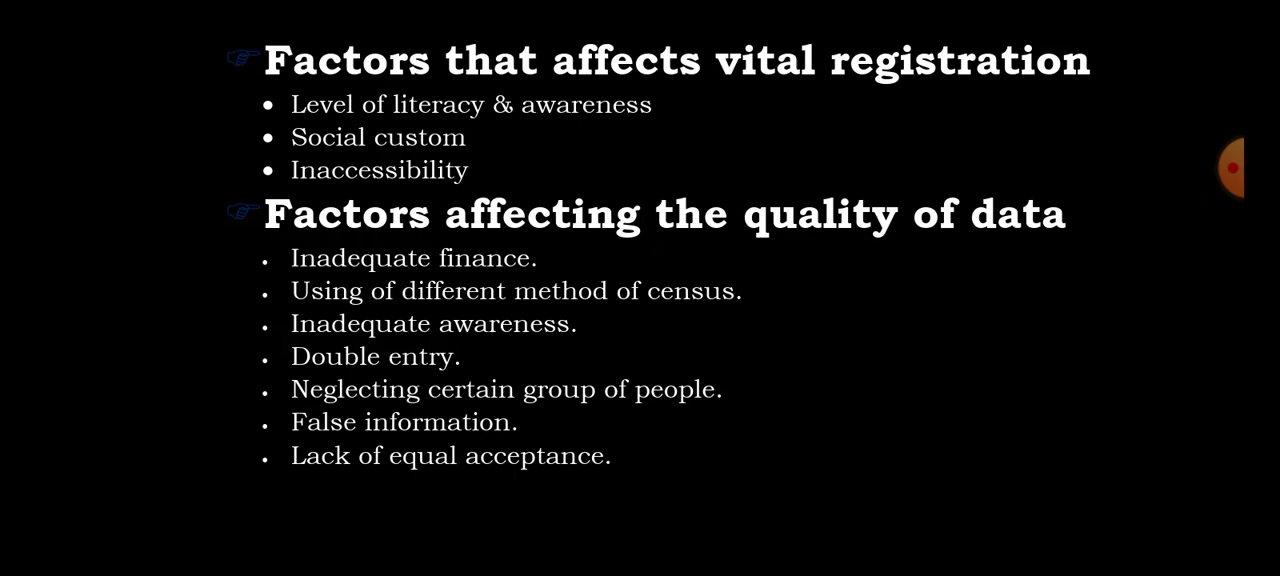 ☞Factors that affects vital registration
• Level of literacy & awareness
• Social custom
• Inaccessibility
☞Factors affecting the quality of data
• Inadequate finance.
• Using of different method of census.
• Inadequate awareness.
• Double entry.
• Neglecting certain group of people.
• False information.
• Lack of equal acceptance.